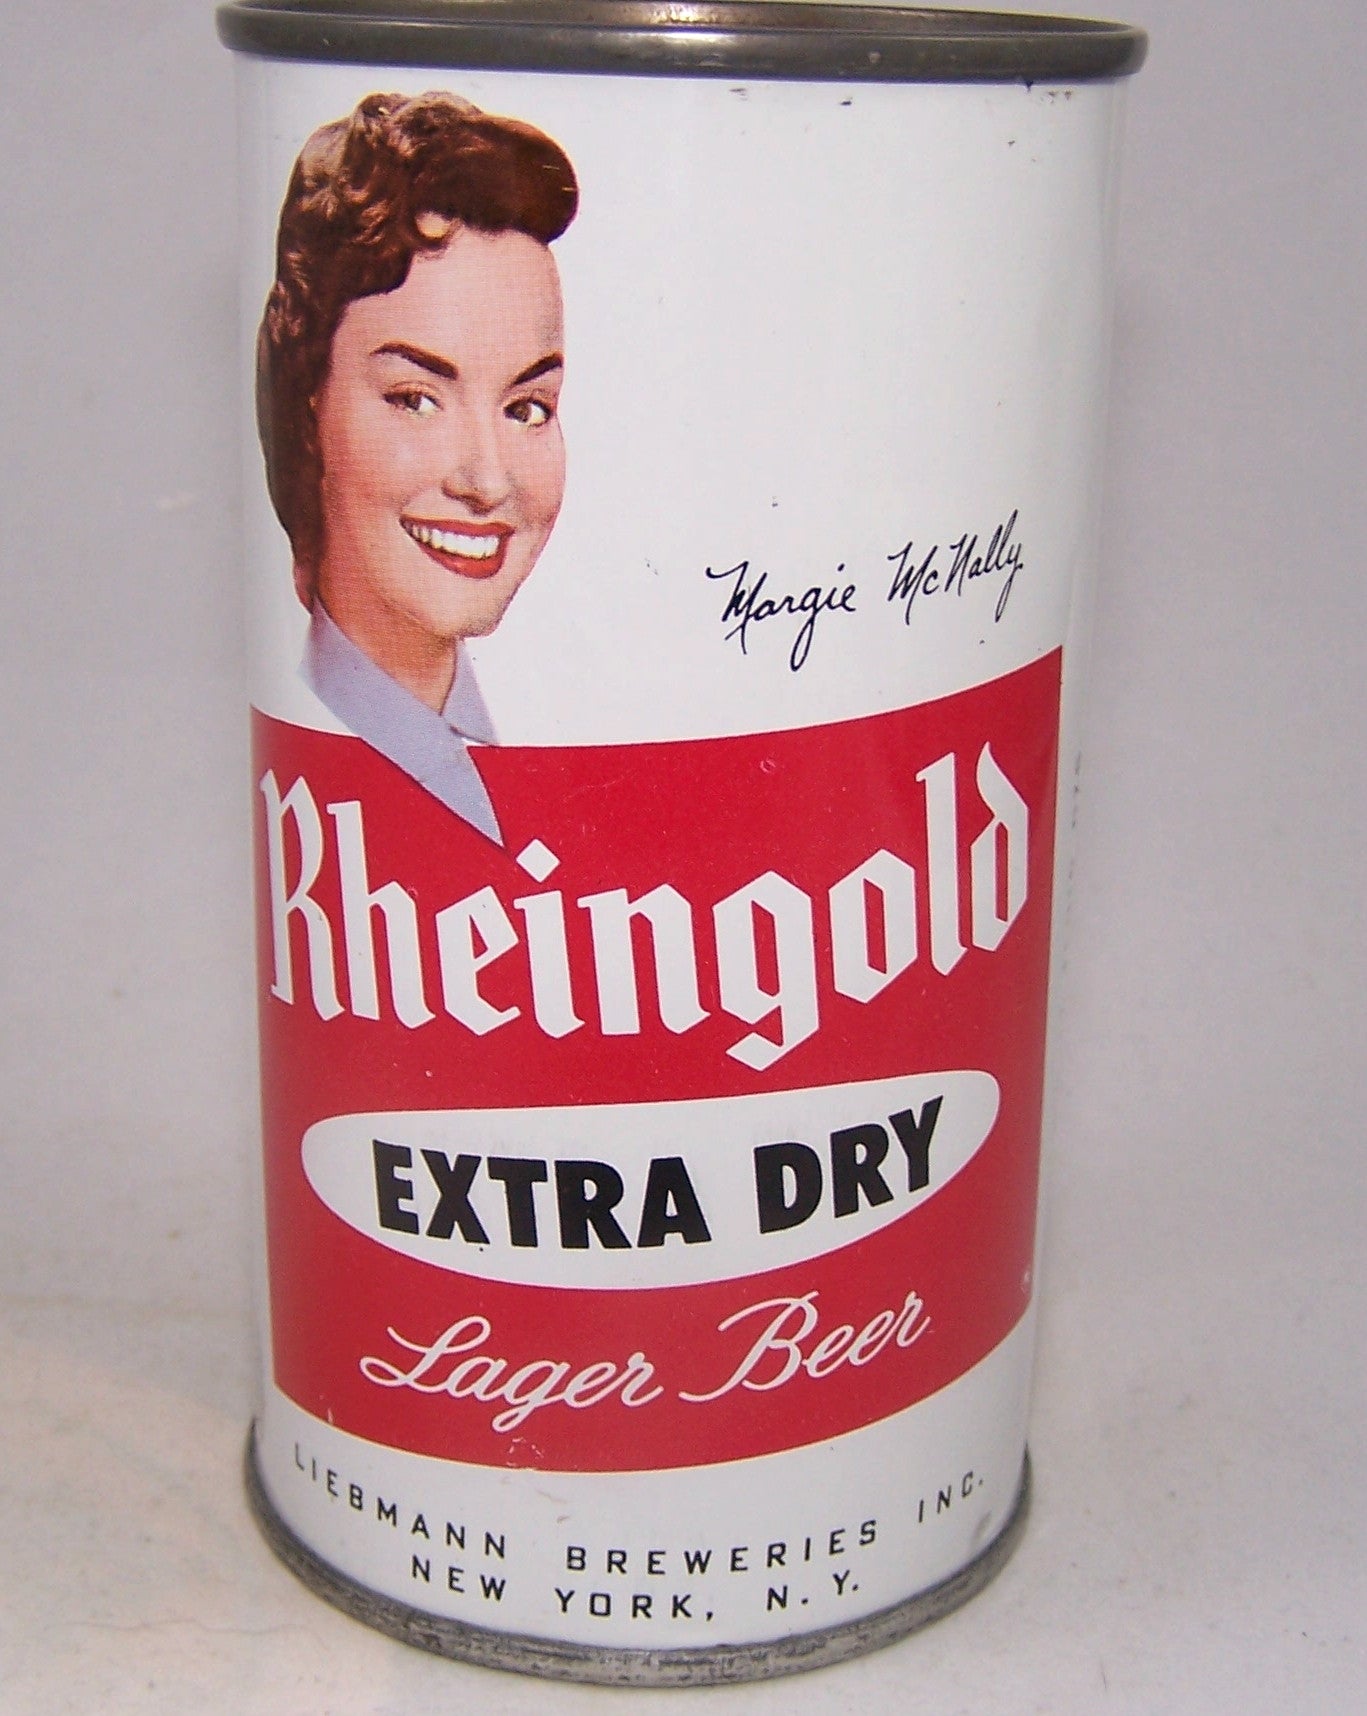 Margie McNally
Rheingold
EXTRA DRY
Lager Beer
LIEBMANN BREWERIES INC.
NEW YORK, N.Y.